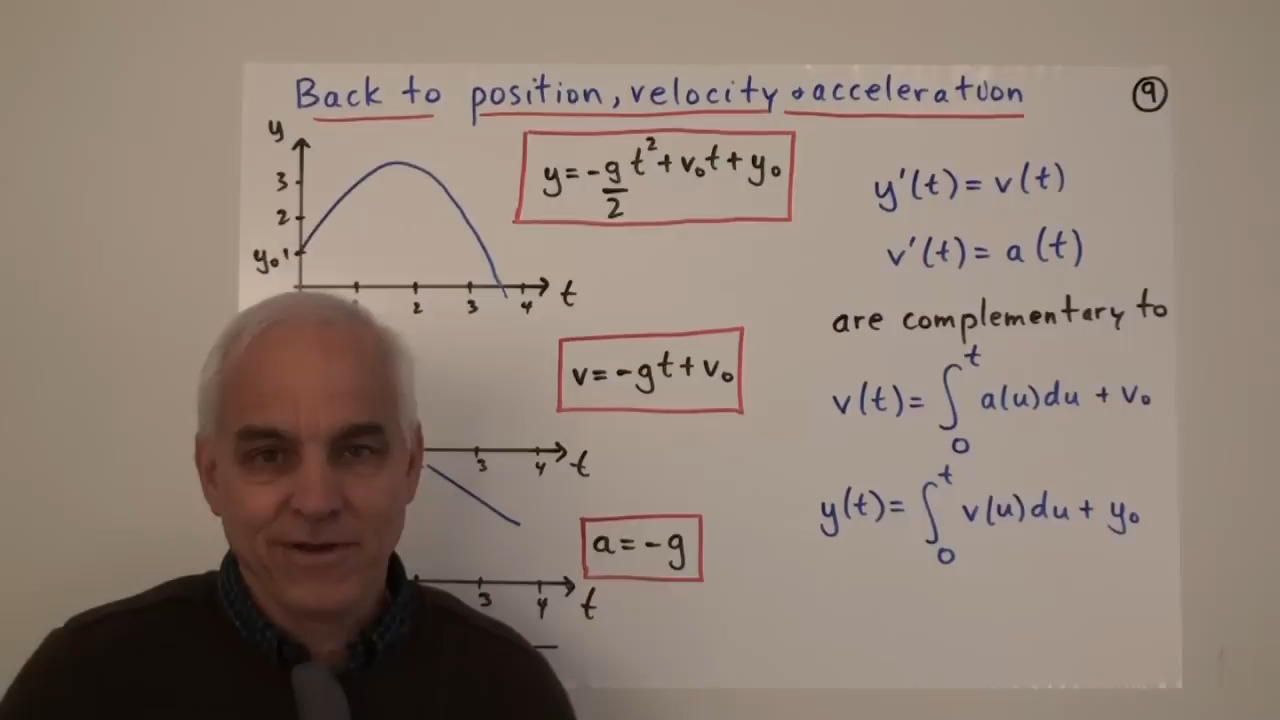 Back to position, velocity & acceleration
9
y
3
2
y₀ 1
2 3 4 t
y = -g/2 t² + v₀t + y₀
v = -gt + v₀
3 4 t
a = -g
3 4 t
y'(t) = v(t)
v'(t) = a(t)
are complementary to
v(t) = ∫₀ᵗ a(u)du + v₀
y(t) = ∫₀ᵗ v(u)du + y₀